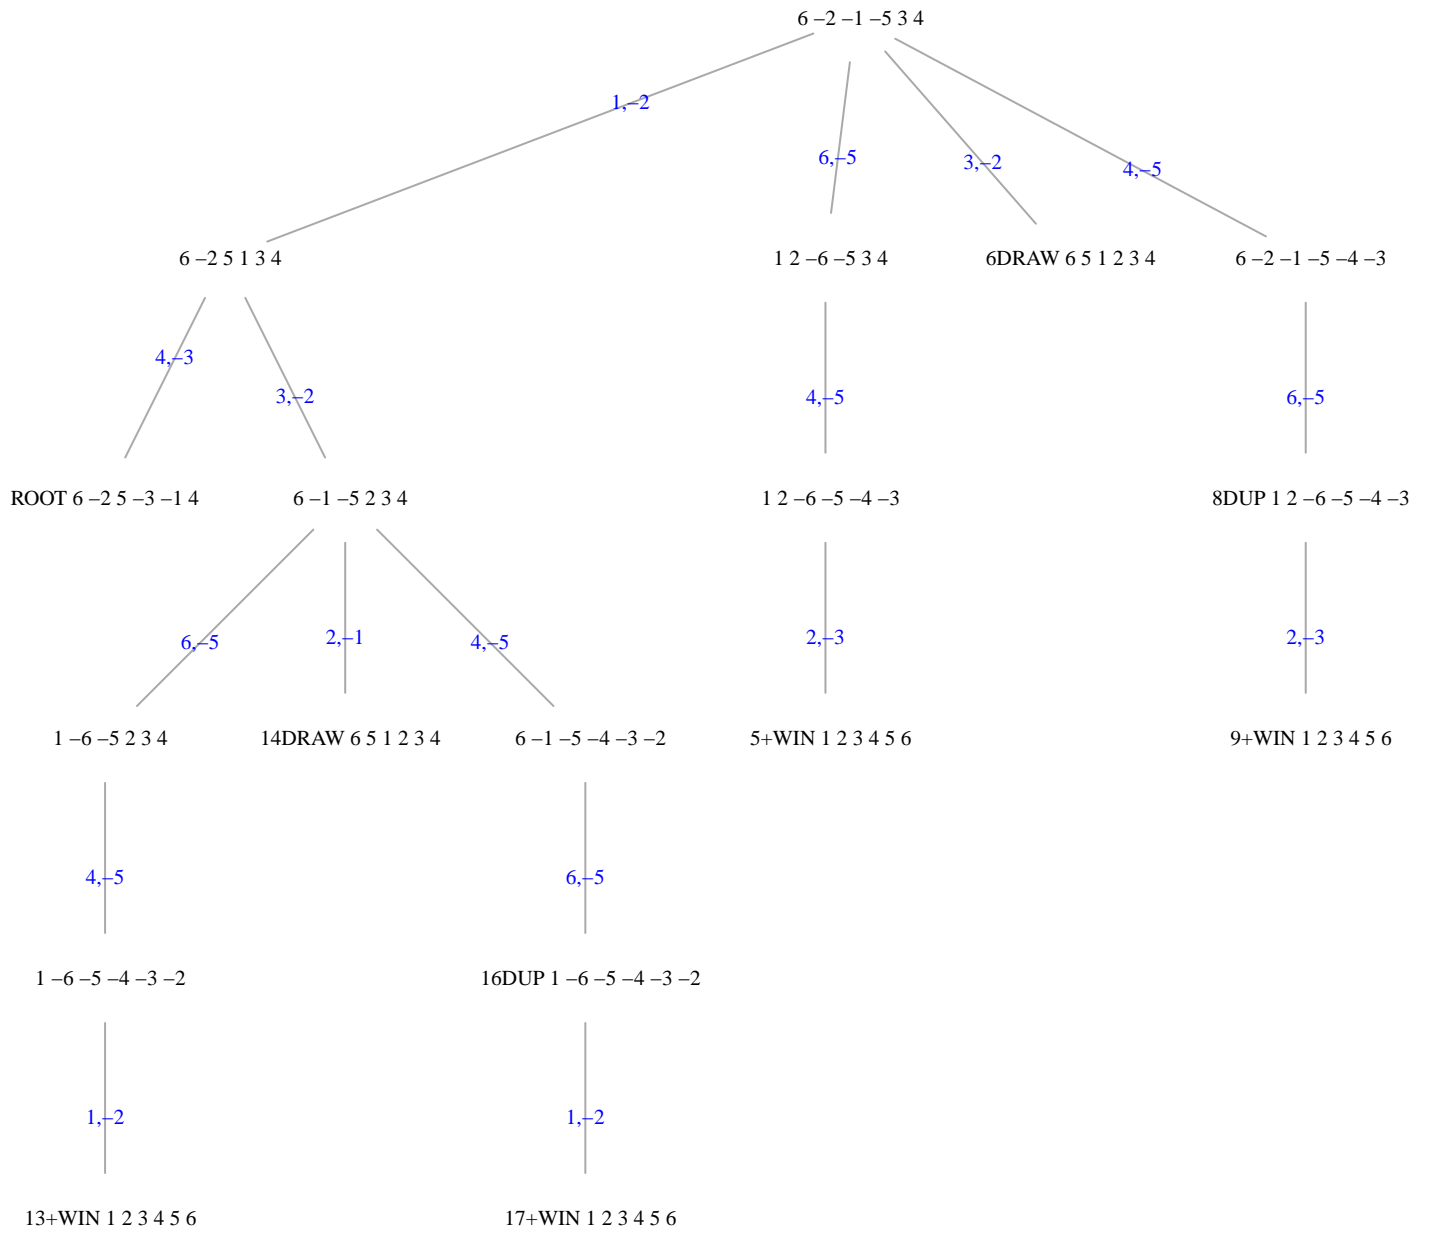 6 –2 –1 –5 3 4
1,–2
6,–5
3,–2
4,–5
6 –2 5 1 3 4
1 2 –6 –5 3 4
6DRAW 6 5 1 2 3 4
6 –2 –1 –5 –4 –3
4,–3
3,–2
4,–5
6,–5
ROOT 6 –2 5 –3 –1 4
6 –1 –5 2 3 4
1 2 –6 –5 –4 –3
8DUP 1 2 –6 –5 –4 –3
6,–5
2,–1
4,–5
2,–3
2,–3
1 –6 –5 2 3 4
14DRAW 6 5 1 2 3 4
6 –1 –5 –4 –3 –2
5+WIN 1 2 3 4 5 6
9+WIN 1 2 3 4 5 6
4,–5
6,–5
1 –6 –5 –4 –3 –2
16DUP 1 –6 –5 –4 –3 –2
1,–2
1,–2
13+WIN 1 2 3 4 5 6
17+WIN 1 2 3 4 5 6